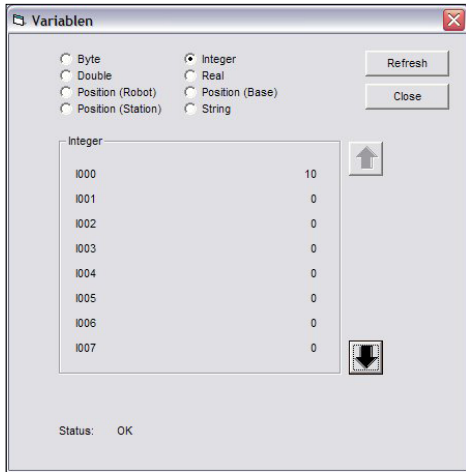 Variablen
Byte Integer Refresh
Double Real
Position (Robot) Position (Base) Close
Position (Station) String
Integer
I000 10
I001 0
I002 0
I003 0
I004 0
I005 0
I006 0
I007 0
Status: OK